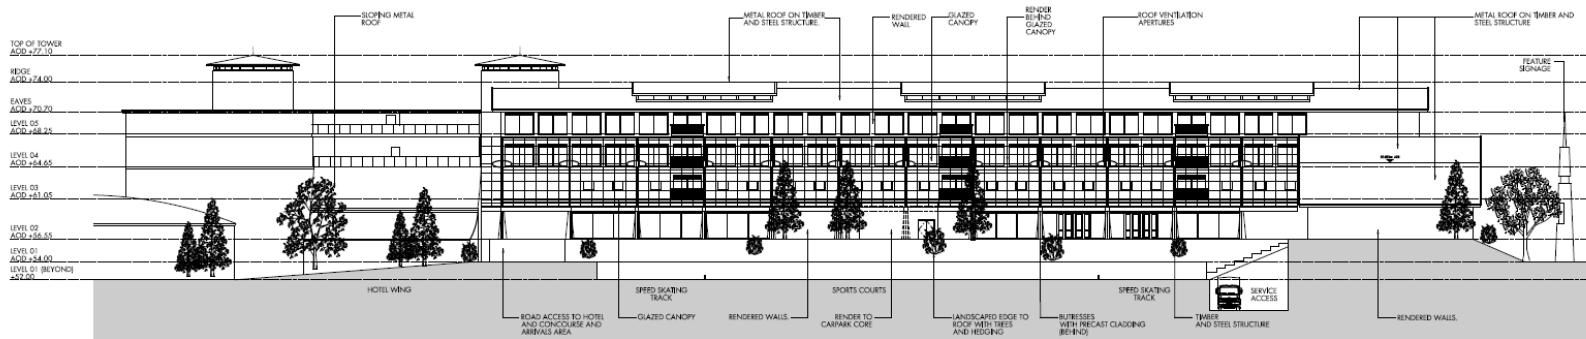 SLOPING METAL
ROOF
METAL ROOF ON TIMBER
AND STEEL STRUCTURE.
RENDERED
WALL
GLAZED
CANOPY
RENDER
BEHIND
GLAZED
CANOPY
ROOF VENTILATION
APERTURES
METAL ROOF ON TIMBER AND
STEEL STRUCTURE
TOP OF TOWER
AOD +77.10
RIDGE
AOD +74.00
EAVES
AOD +70.70
LEVEL 05
AOD +68.25
LEVEL 04
AOD +64.65
LEVEL 03
AOD +61.05
LEVEL 02
AOD +56.55
LEVEL 01
AOD +54.00
LEVEL 01 (BEYOND)
+52.00
FEATURE
SIGNAGE
HOTEL WING
SPEED SKATING
TRACK
SPORTS COURTS
SPEED SKATING
TRACK
SERVICE
ACCESS
ROAD ACCESS TO HOTEL
AND CONCOURSE AND
ARRIVALS AREA
GLAZED CANOPY
RENDERED WALLS.
RENDER TO
CARPARK CORE
LANDSCAPED EDGE TO
ROOF WITH TREES
AND HEDGING
BUTRESSES
WITH PRECAST CLADDING
(BEHIND)
TIMBER
AND STEEL STRUCTURE
RENDERED WALLS.